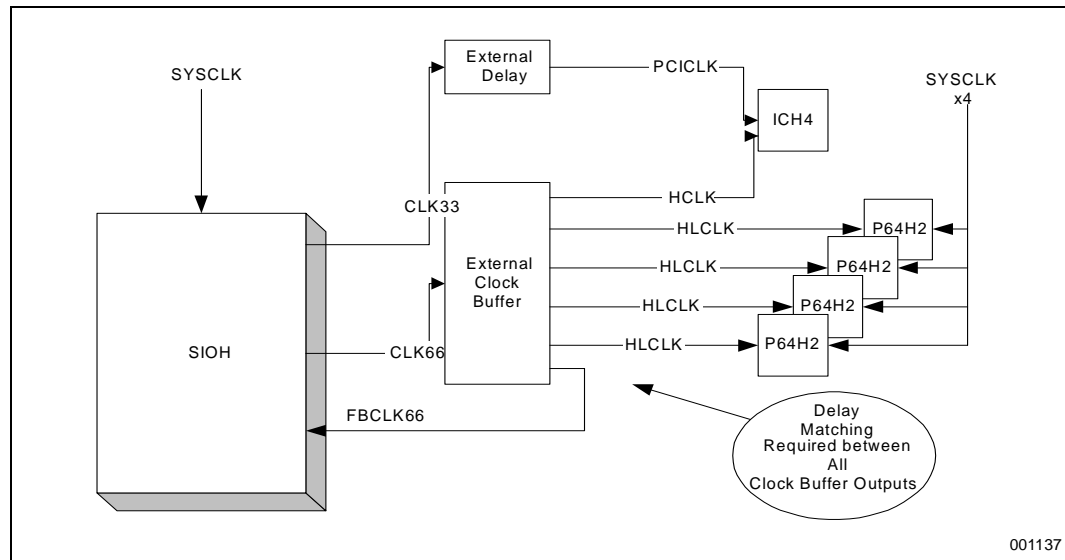 External
Delay
PCICLK
SYSCLK
SYSCLK
x4
ICH4
CLK33
HCLK
External
Clock
Buffer
HLCLK
P64H2
HLCLK
P64H2
HLCLK
P64H2
HLCLK
P64H2
SIOH
CLK66
FBCLK66
Delay
Matching
Required between
All
Clock Buffer Outputs
001137